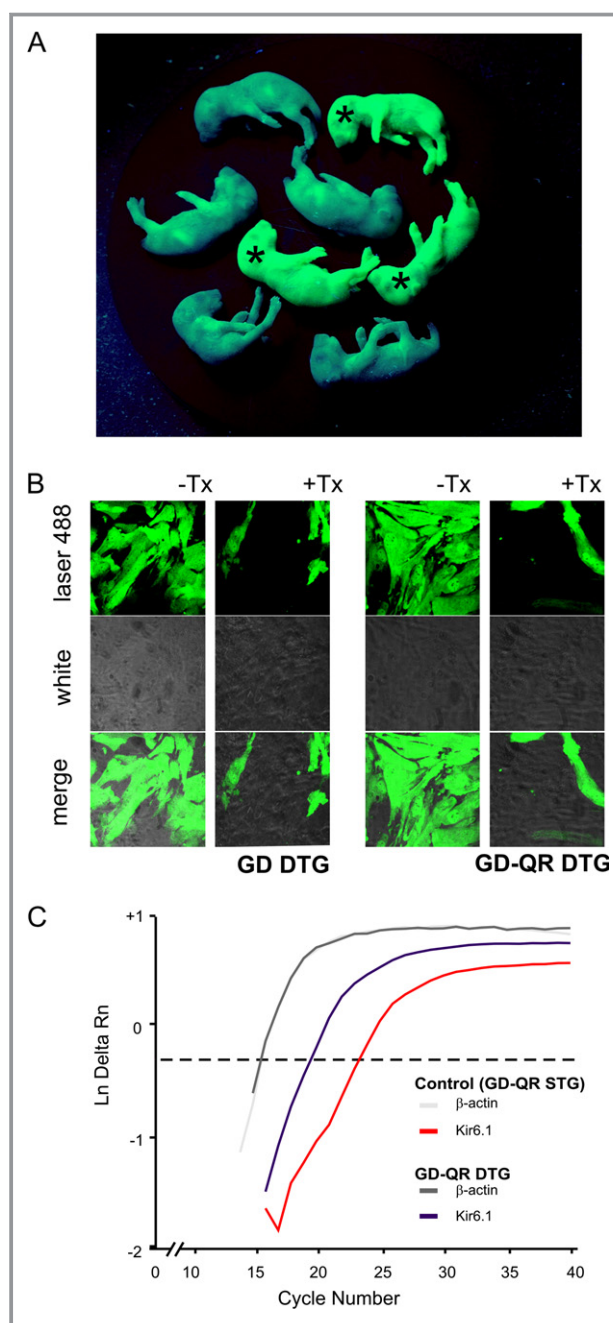 A
*
*
*
B
-Tx
+Tx
-Tx
+Tx
laser 488
white
merge
GD DTG
GD-QR DTG
C
+1
0
-1
-2
Ln Delta Rn
Control (GD-QR STG)
β-actin
Kir6.1
GD-QR DTG
β-actin
Kir6.1
0
10
15
20
25
30
35
40
Cycle Number